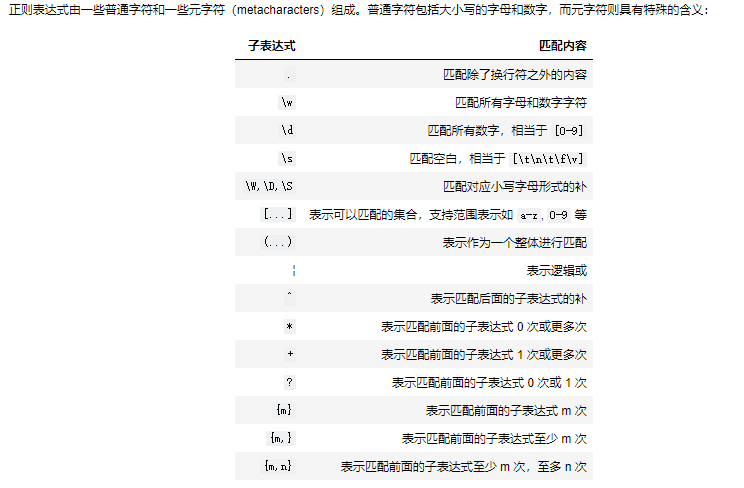 正则表达式由一些普通字符和一些元字符（metacharacters）组成。普通字符包括大小写的字母和数字，而元字符则具有特殊的含义：
子表达式 匹配内容
. 匹配除了换行符之外的内容
\w 匹配所有字母和数字字符
\d 匹配所有数字，相当于 [0-9]
\s 匹配空白，相当于 [\t\n\t\f\v]
\W,\D,\S 匹配对应小写字母形式的补
[...] 表示可以匹配的集合，支持范围表示如 a-z, 0-9 等
(...) 表示作为一个整体进行匹配
¦ 表示逻辑或
^ 表示匹配后面的子表达式的补
* 表示匹配前面的子表达式 0 次或更多次
+ 表示匹配前面的子表达式 1 次或更多次
? 表示匹配前面的子表达式 0 次或 1 次
{m} 表示匹配前面的子表达式 m 次
{m,} 表示匹配前面的子表达式至少 m 次
{m,n} 表示匹配前面的子表达式至少 m 次，至多 n 次